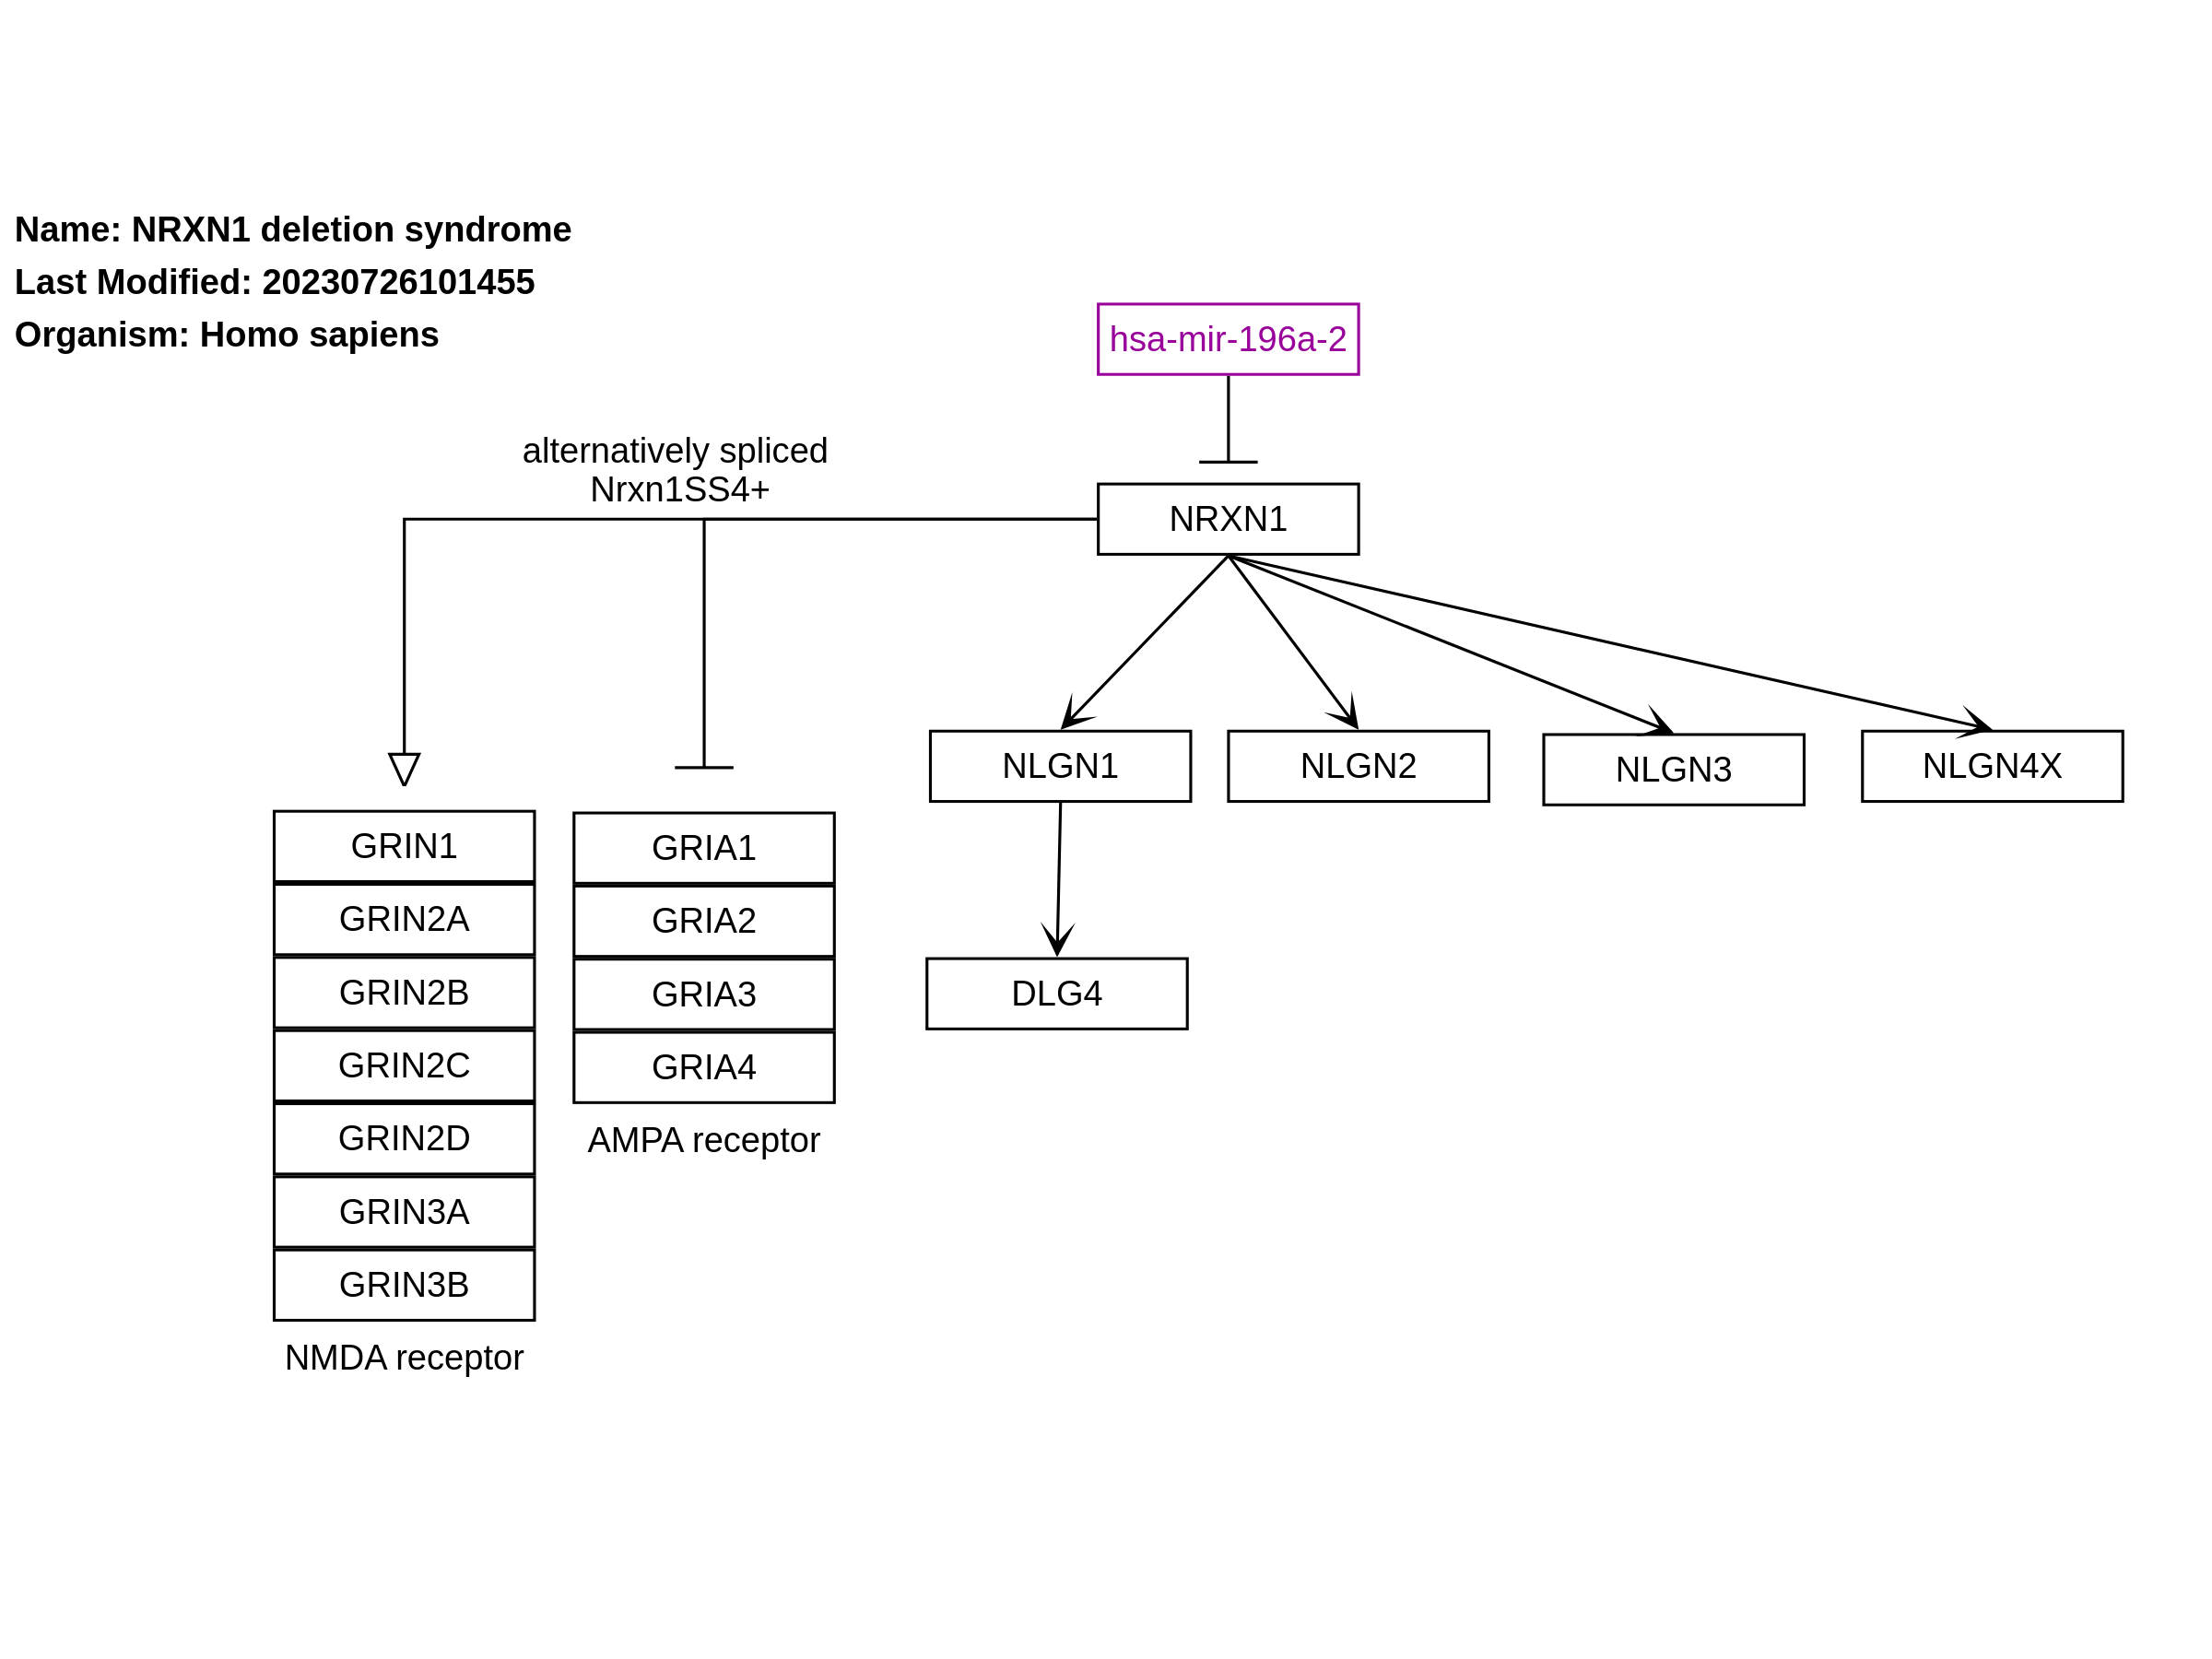 Name: NRXN1 deletion syndrome
Last Modified: 20230726101455
Organism: Homo sapiens
hsa-mir-196a-2
alternatively spliced
Nrxn1SS4+
NRXN1
NLGN1
NLGN2
NLGN3
NLGN4X
GRIN1
GRIN2A
GRIN2B
GRIN2C
GRIN2D
GRIN3A
GRIN3B
NMDA receptor
GRIA1
GRIA2
GRIA3
GRIA4
AMPA receptor
DLG4